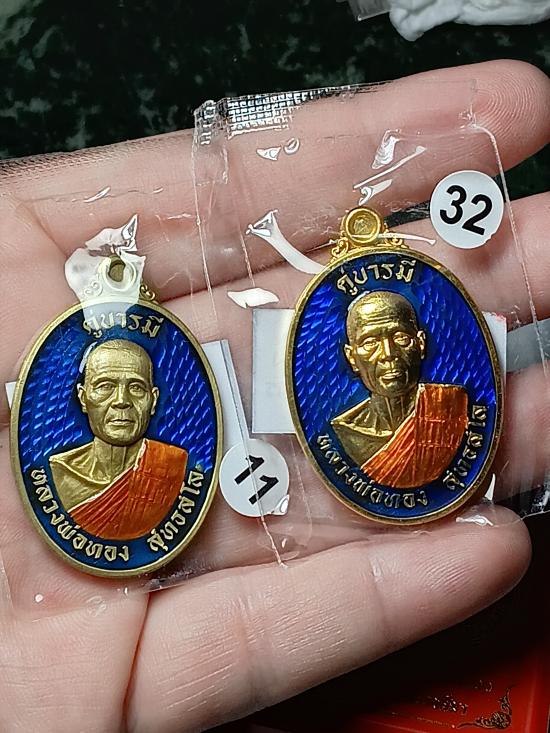 คู่บารมี
หลวงพ่อทอง สุทธสีโล
11
คู่บารมี
หลวงพ่อทอง สุทธสีโล
32